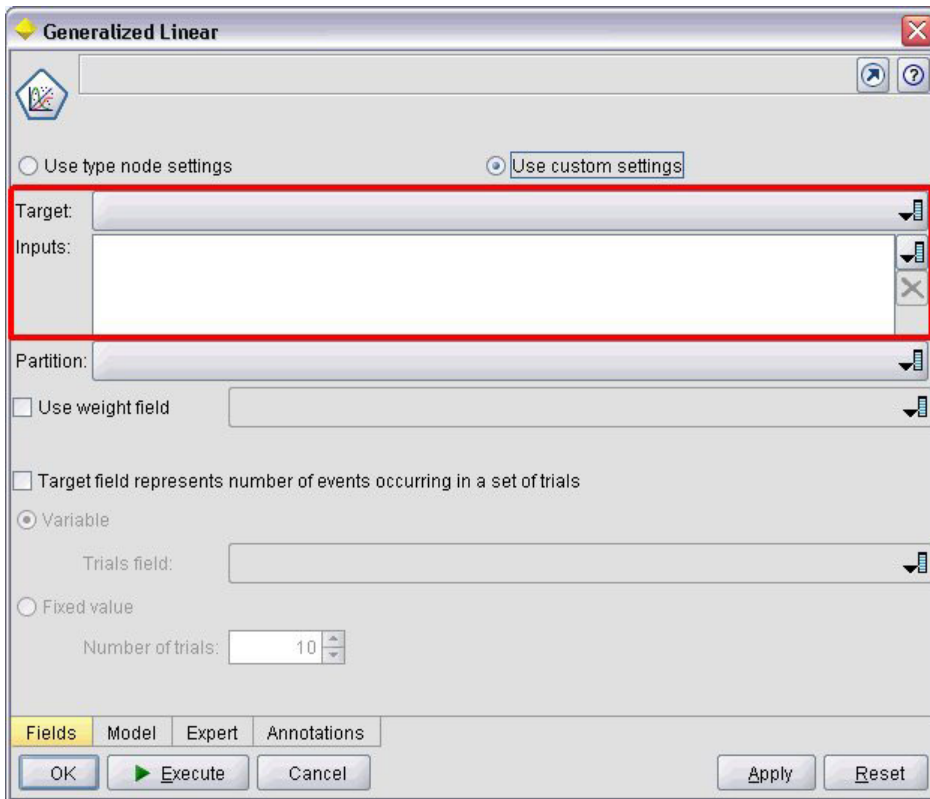 Generalized Linear
Use type node settings
Use custom settings
Target:
Inputs:
Partition:
Use weight field
Target field represents number of events occurring in a set of trials
Variable
Trials field:
Fixed value
Number of trials: 10
Fields Model Expert Annotations
OK Execute Cancel Apply Reset